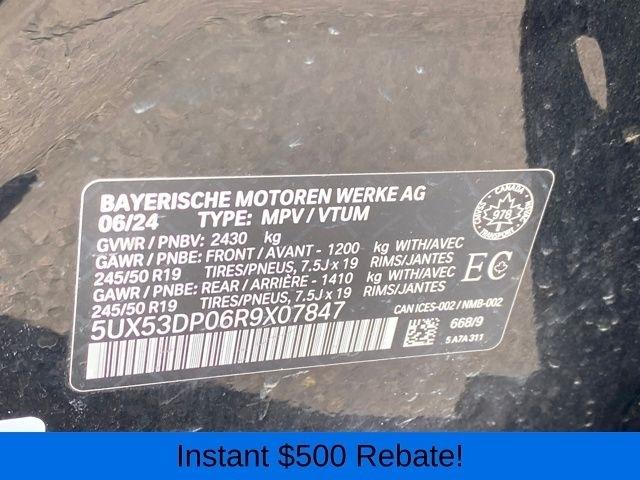 BAYERISCHE MOTOREN WERKE AG
06/24 TYPE: MPV / VTUM
GVWR / PNBV: 2430 kg
GAWR / PNBE: FRONT / AVANT - 1200 kg WITH/AVEC
245/50 R19 TIRES/PNEUS, 7.5J x 19 RIMS/JANTES
GAWR / PNBE: REAR / ARRIÈRE - 1410 kg WITH/AVEC
245/50 R19 TIRES/PNEUS, 7.5J x 19 RIMS/JANTES
5UX53DP06R9X07847
CANADA
976
EC
CAN ICES-002 / NMB-002
668/9
5 A7A 311
Instant $500 Rebate!